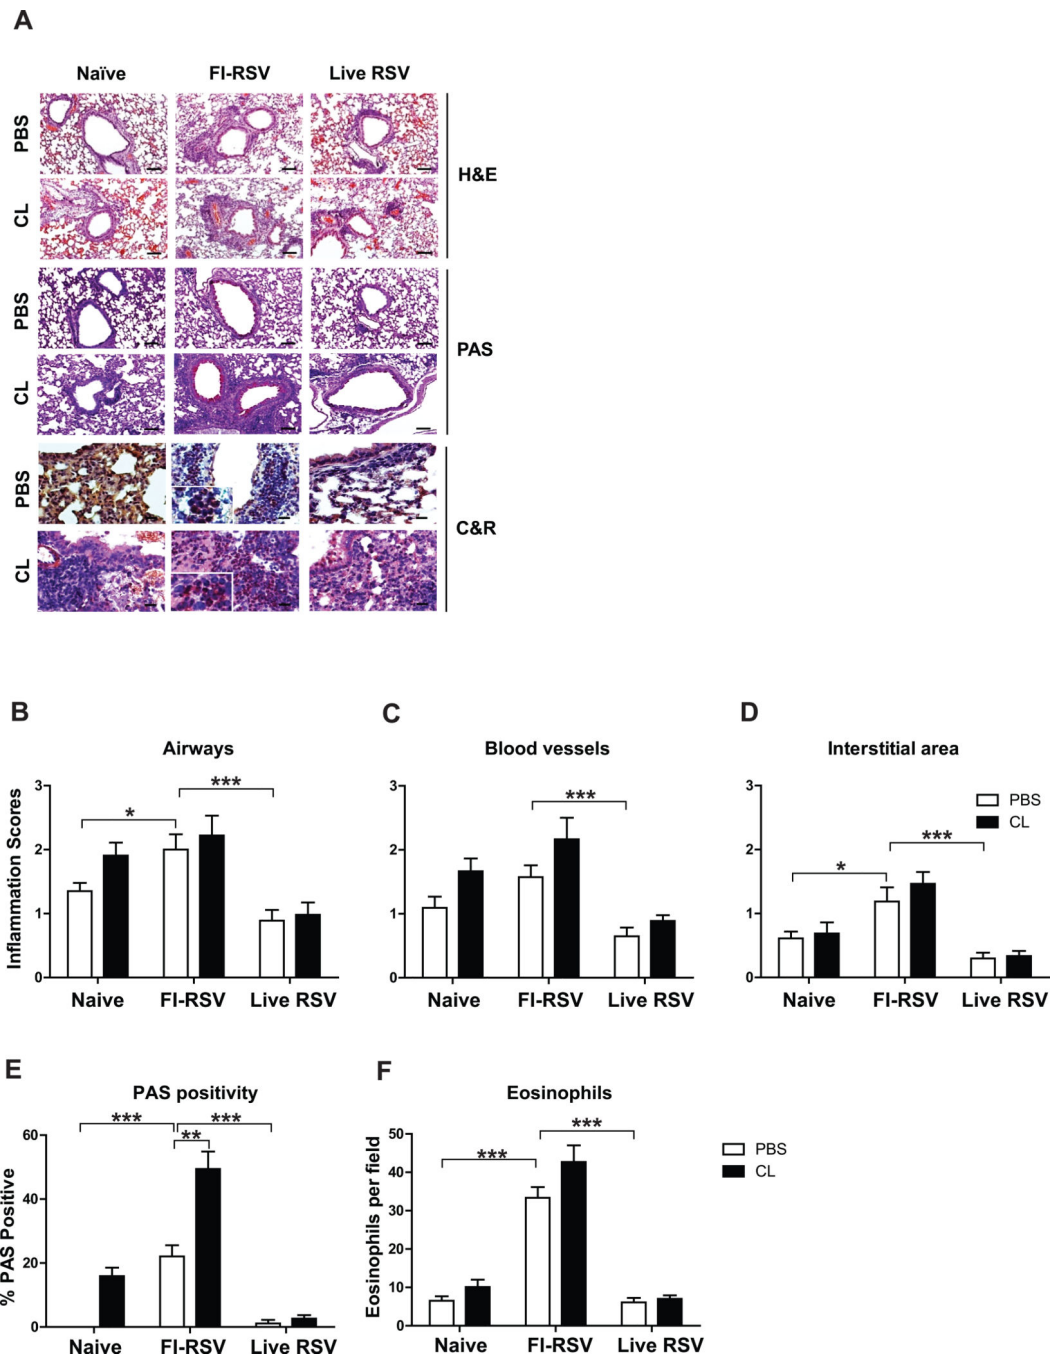 A
Naïve FI-RSV Live RSV
PBS
CL
H&E
PBS
CL
PAS
PBS
CL
C&R
B
Airways
Inflammation Scores
3
2
1
0
*
***
Naive FI-RSV Live RSV
C
Blood vessels
3
2
1
0
***
Naive FI-RSV Live RSV
D
Interstitial area
3
2
1
0
*
***
PBS
CL
Naive FI-RSV Live RSV
E
PAS positivity
% PAS Positive
60
40
20
0
***
***
**
Naive FI-RSV Live RSV
F
Eosinophils
Eosinophils per field
50
40
30
20
10
0
***
***
Naive FI-RSV Live RSV
PBS
CL